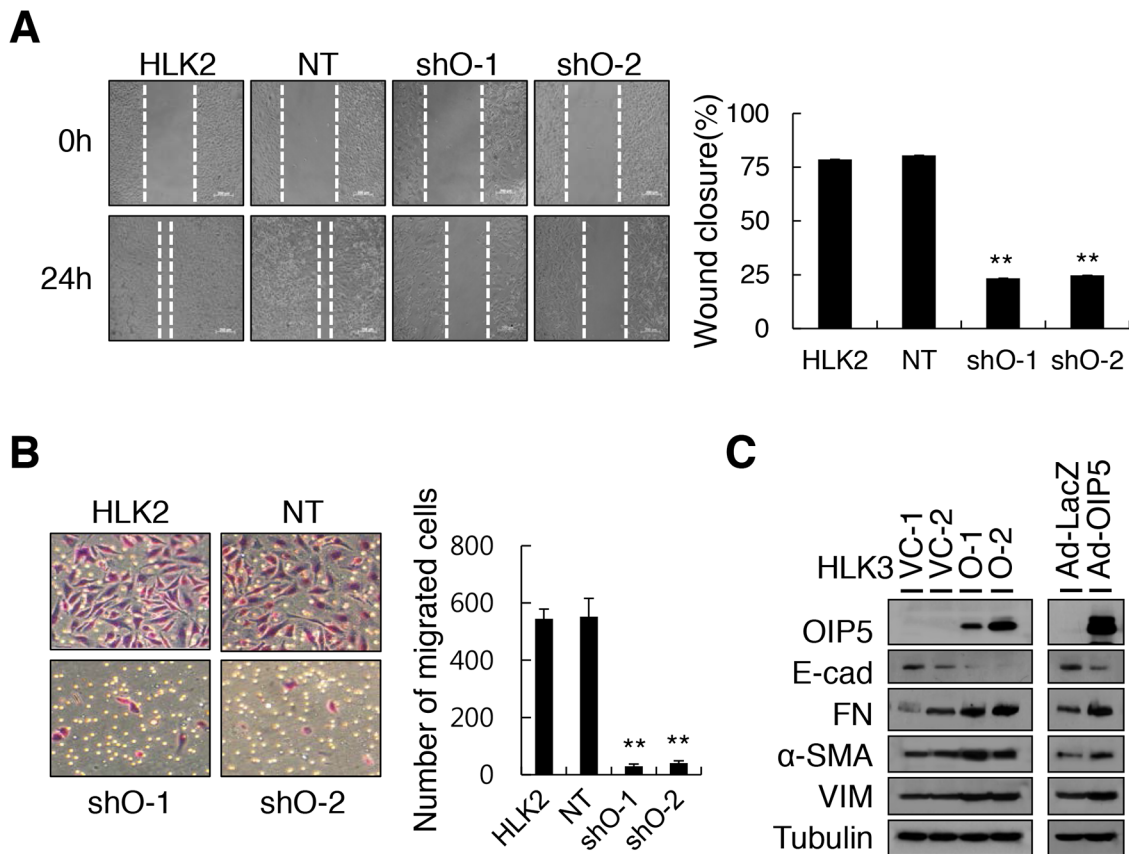 A
HLK2 NT shO-1 shO-2
0h
24h
Wound closure(%)
100
75
50
25
0
** **
HLK2 NT shO-1 shO-2
B
HLK2 NT
shO-1 shO-2
Number of migrated cells
800
600
400
200
0
** **
HLK2 NT shO-1 shO-2
C
HLK3 VC-1 VC-2 O-1 O-2 Ad-LacZ Ad-OIP5
OIP5
E-cad
FN
α-SMA
VIM
Tubulin